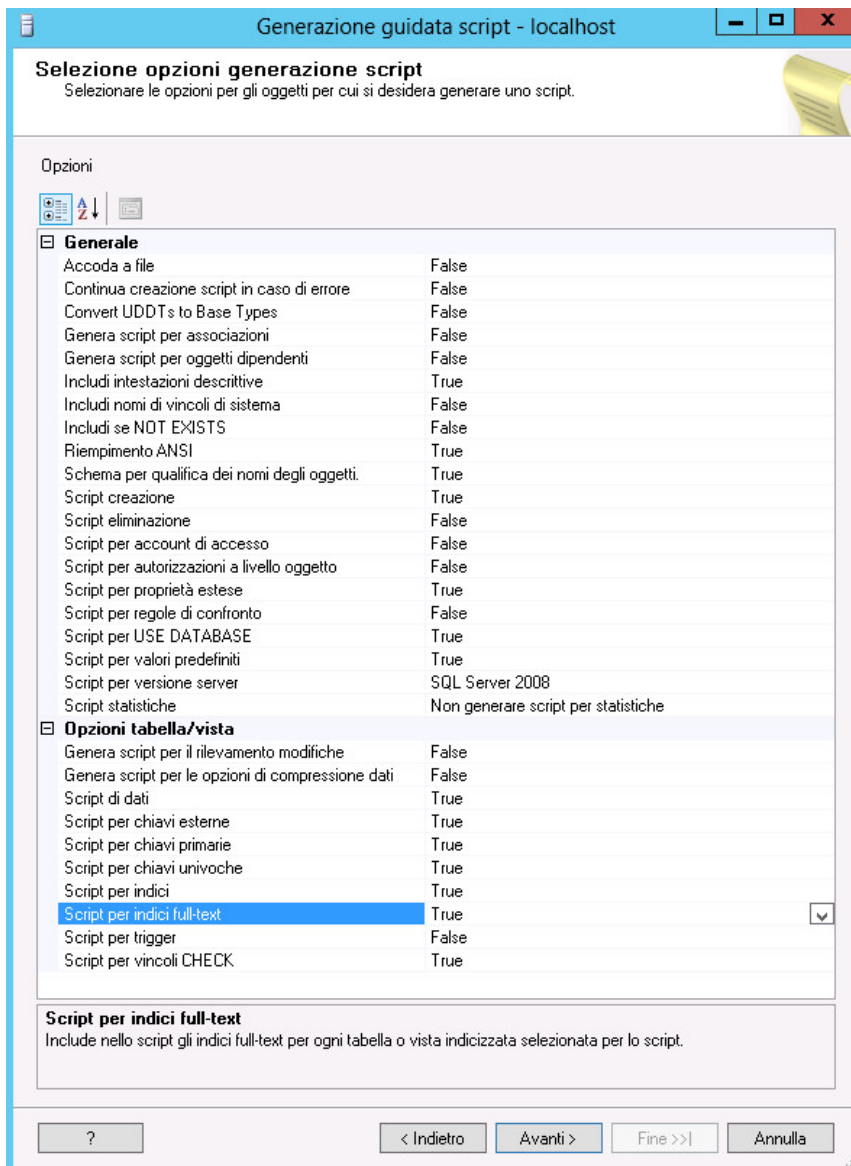 Generazione guidata script - localhost
Selezione opzioni generazione script
Selezionare le opzioni per gli oggetti per cui si desidera generare uno script.
Opzioni
Generale
Accoda a file False
Continua creazione script in caso di errore False
Convert UDDTs to Base Types False
Genera script per associazioni False
Genera script per oggetti dipendenti False
Includi intestazioni descrittive True
Includi nomi di vincoli di sistema False
Includi se NOT EXISTS False
Riempimento ANSI True
Schema per qualifica dei nomi degli oggetti. True
Script creazione True
Script eliminazione False
Script per account di accesso False
Script per autorizzazioni a livello oggetto False
Script per proprietà estese True
Script per regole di confronto False
Script per USE DATABASE True
Script per valori predefiniti True
Script per versione server SQL Server 2008
Script statistiche Non generare script per statistiche
Opzioni tabella/vista
Genera script per il rilevamento modifiche False
Genera script per le opzioni di compressione dati False
Script di dati True
Script per chiavi esterne True
Script per chiavi primarie True
Script per chiavi univoche True
Script per indici True
Script per indici full-text True
Script per trigger False
Script per vincoli CHECK True
Script per indici full-text
Include nello script gli indici full-text per ogni tabella o vista indicizzata selezionata per lo script.
? < Indietro Avanti > Fine >>| Annulla